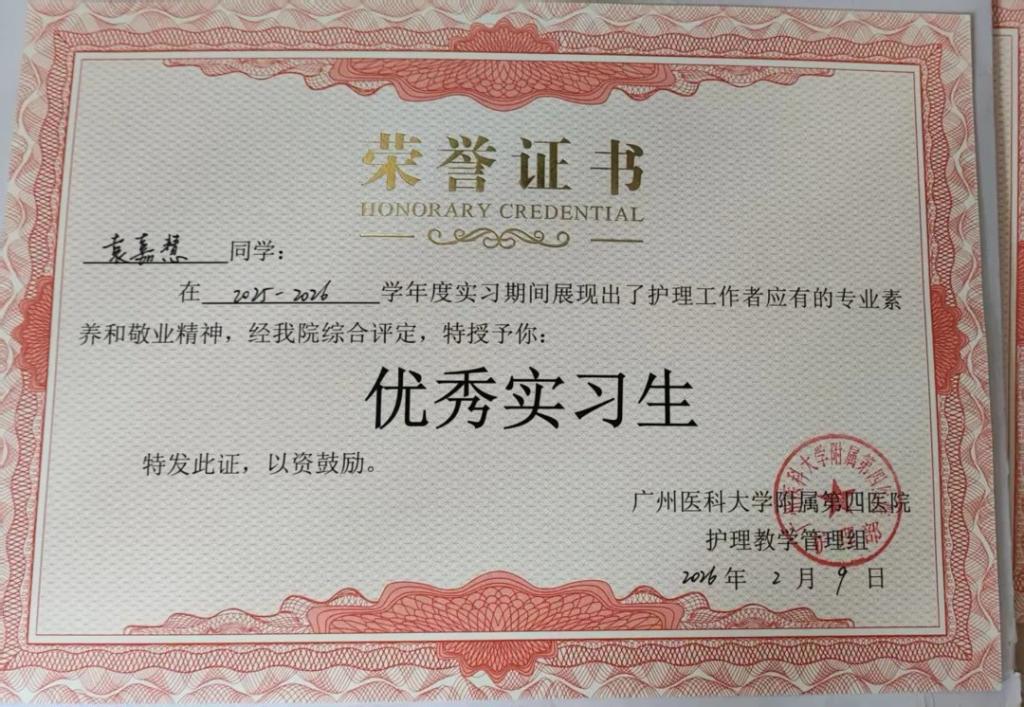 荣誉证书
HONORARY CREDENTIAL
袁嘉慧同学：
在2025-2026学年度实习期间展现出了护理工作者应有的专业素
养和敬业精神，经我院综合评定，特授予你：
优秀实习生
特发此证，以资鼓励。
广州医科大学附属第四医院
护理教学管理组
2026年2月9日